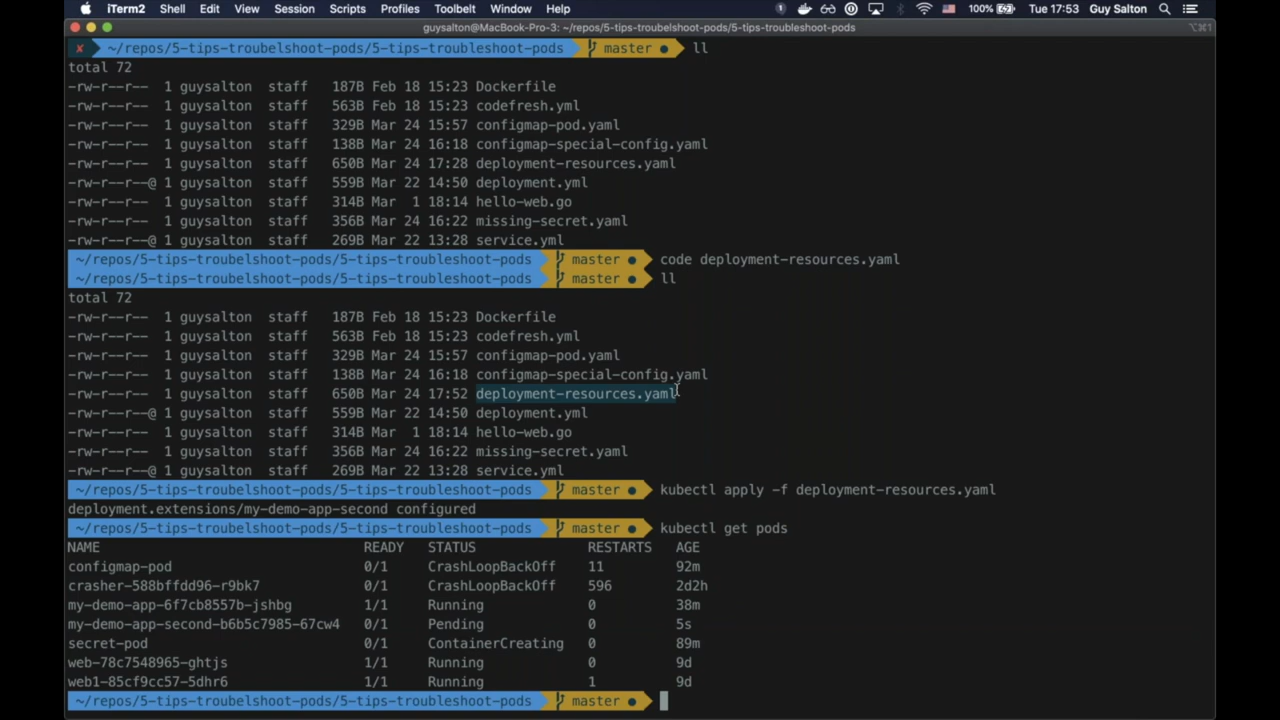 iTerm2 Shell Edit View Session Scripts Profiles Toolbelt Window Help 100% Tue 17:53 Guy Salton
guysalton@MacBook-Pro-3: ~/repos/5-tips-troubelshoot-pods/5-tips-troubleshoot-pods ⌥⌘1
✘ ~/repos/5-tips-troubelshoot-pods/5-tips-troubleshoot-pods master ● ll
total 72
-rw-r--r-- 1 guysalton staff 187B Feb 18 15:23 Dockerfile
-rw-r--r-- 1 guysalton staff 563B Feb 18 15:23 codefresh.yml
-rw-r--r-- 1 guysalton staff 329B Mar 24 15:57 configmap-pod.yaml
-rw-r--r-- 1 guysalton staff 138B Mar 24 16:18 configmap-special-config.yaml
-rw-r--r-- 1 guysalton staff 650B Mar 24 17:28 deployment-resources.yaml
-rw-r--r--@ 1 guysalton staff 559B Mar 22 14:50 deployment.yml
-rw-r--r-- 1 guysalton staff 314B Mar 1 18:14 hello-web.go
-rw-r--r-- 1 guysalton staff 356B Mar 24 16:22 missing-secret.yaml
-rw-r--r--@ 1 guysalton staff 269B Mar 22 13:28 service.yml
~/repos/5-tips-troubelshoot-pods/5-tips-troubleshoot-pods master ● code deployment-resources.yaml
~/repos/5-tips-troubelshoot-pods/5-tips-troubleshoot-pods master ● ll
total 72
-rw-r--r-- 1 guysalton staff 187B Feb 18 15:23 Dockerfile
-rw-r--r-- 1 guysalton staff 563B Feb 18 15:23 codefresh.yml
-rw-r--r-- 1 guysalton staff 329B Mar 24 15:57 configmap-pod.yaml
-rw-r--r-- 1 guysalton staff 138B Mar 24 16:18 configmap-special-config.yaml
-rw-r--r-- 1 guysalton staff 650B Mar 24 17:52 deployment-resources.yaml
-rw-r--r--@ 1 guysalton staff 559B Mar 22 14:50 deployment.yml
-rw-r--r-- 1 guysalton staff 314B Mar 1 18:14 hello-web.go
-rw-r--r-- 1 guysalton staff 356B Mar 24 16:22 missing-secret.yaml
-rw-r--r--@ 1 guysalton staff 269B Mar 22 13:28 service.yml
~/repos/5-tips-troubelshoot-pods/5-tips-troubleshoot-pods master ● kubectl apply -f deployment-resources.yaml
deployment.extensions/my-demo-app-second configured
~/repos/5-tips-troubelshoot-pods/5-tips-troubleshoot-pods master ● kubectl get pods
NAME READY STATUS RESTARTS AGE
configmap-pod 0/1 CrashLoopBackOff 11 92m
crasher-588bffdd96-r9bk7 0/1 CrashLoopBackOff 596 2d2h
my-demo-app-6f7cb8557b-jshbg 1/1 Running 0 38m
my-demo-app-second-b6b5c7985-67cw4 0/1 Pending 0 5s
secret-pod 0/1 ContainerCreating 0 89m
web-78c7548965-ghtjs 1/1 Running 0 9d
web1-85cf9cc57-5dhr6 1/1 Running 1 9d
~/repos/5-tips-troubelshoot-pods/5-tips-troubleshoot-pods master ●